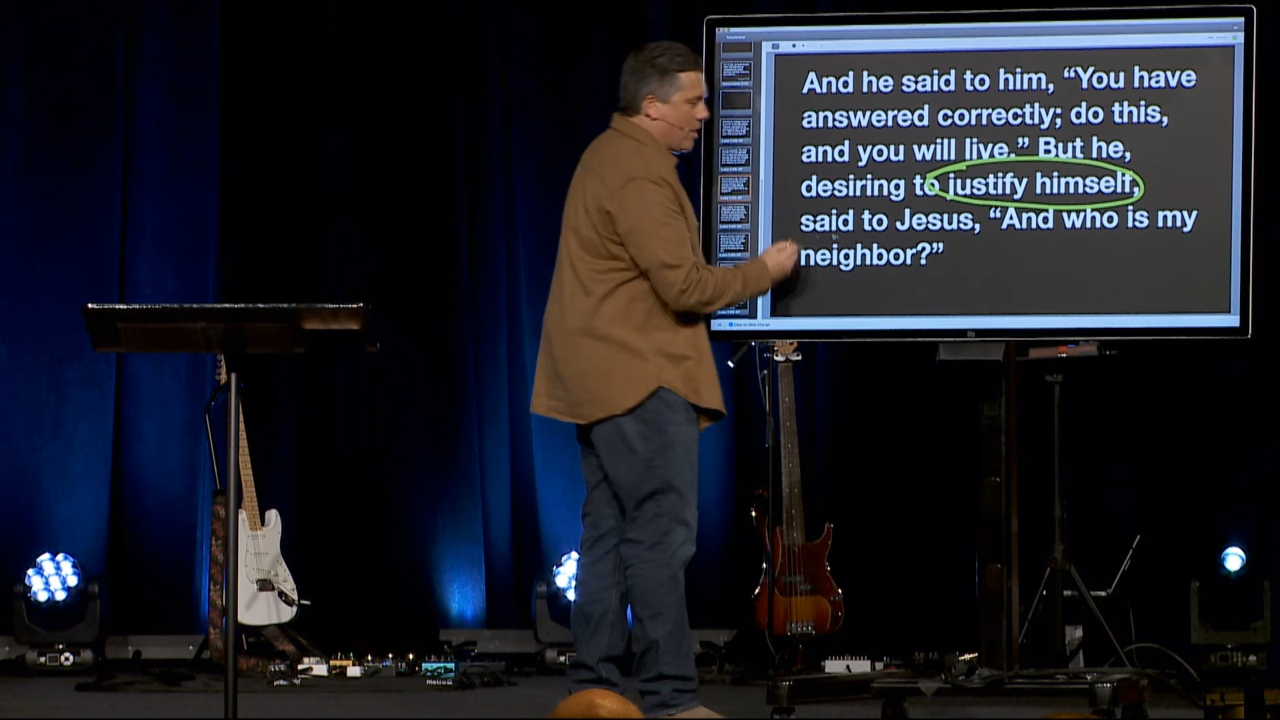 And he said to him, “You have
answered correctly; do this,
and you will live.” But he,
desiring to justify himself,
said to Jesus, “And who is my
neighbor?”